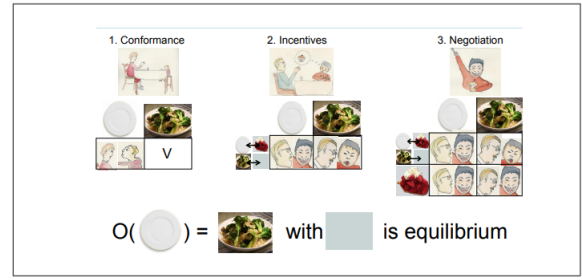 1. Conformance
2. Incentives
3. Negotiation
V
O( ) = with is equilibrium